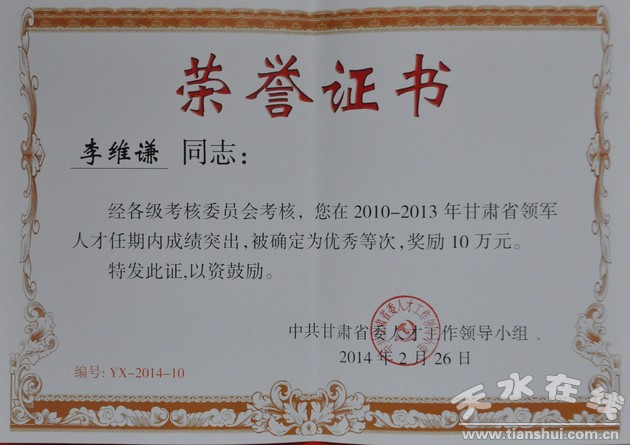 荣誉证书
李维谦 同志：
经各级考核委员会考核，您在2010-2013年甘肃省领军
人才任期内成绩突出，被确定为优秀等次，奖励10万元。
特发此证，以资鼓励。
中共甘肃省委人才工作领导小组
2014年2月26日
编号：YX-2014-10
天水在线
www.tianshui.com.cn